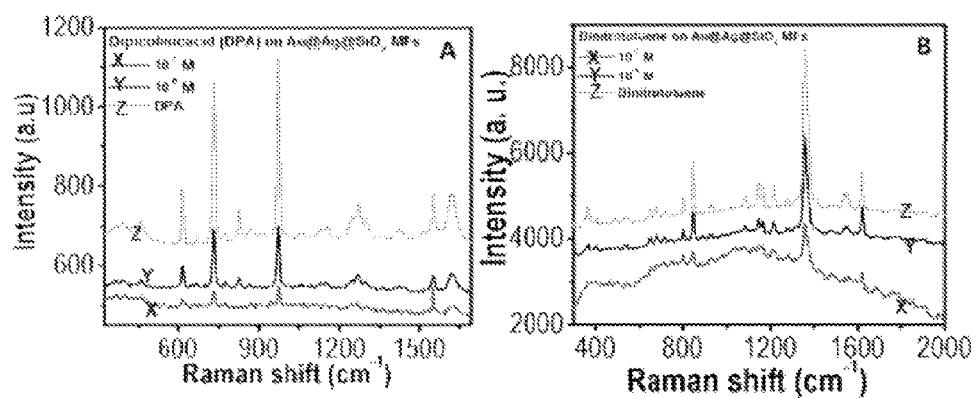 Dipicolinicacid (DPA) on Au@Ag@SiO₂ MFs
A
X
Y
Z DPA
Intensity (a.u)
1200
1000
800
600
Z
Y
X
600 900 1200 1500
Raman shift (cm⁻¹)
Dinitrotoluene on Au@Ag@SiO₂ MFs
B
X
Y
Z Dinitrotoluene
Intensity (a. u.)
8000
6000
4000
2000
Z
Y
X
400 800 1200 1600 2000
Raman shift (cm⁻¹)